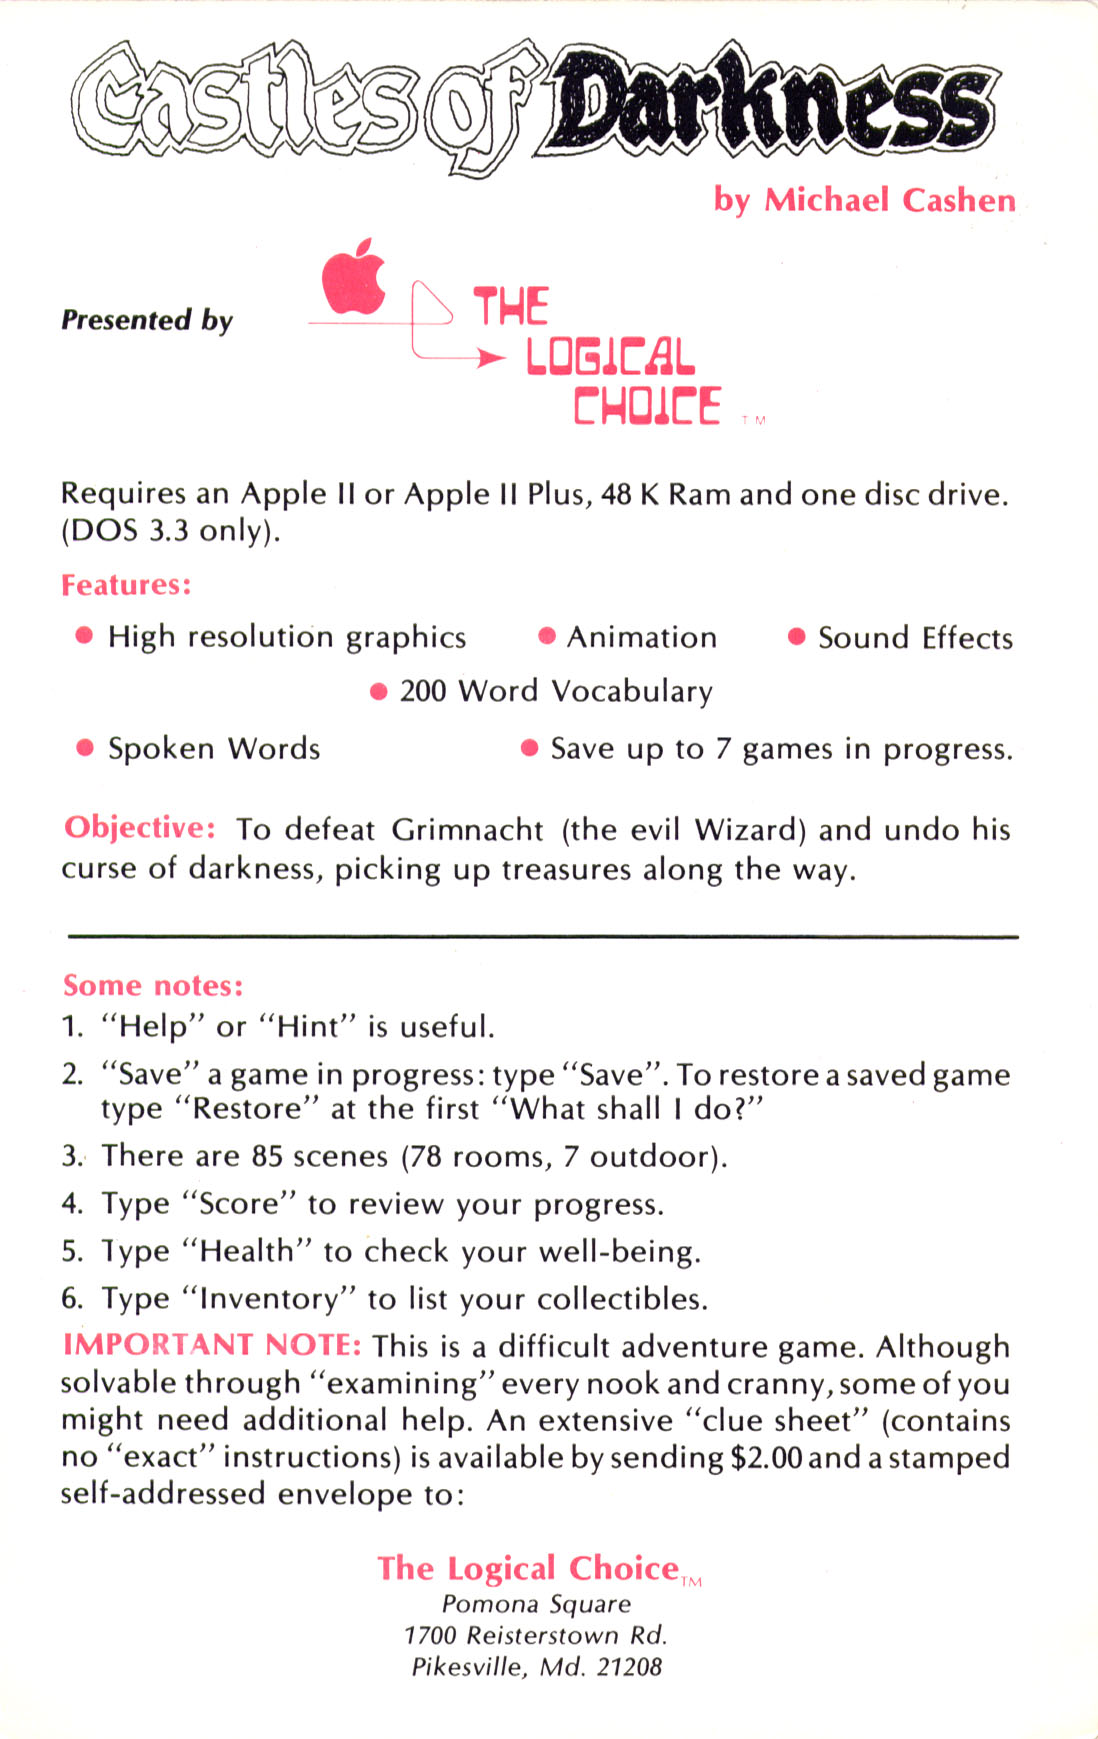 Castles of Darkness
by Michael Cashen
Presented by
THE
LOGICAL
CHOICE TM
Requires an Apple II or Apple II Plus, 48 K Ram and one disc drive.
(DOS 3.3 only).
Features:
• High resolution graphics • Animation • Sound Effects
• 200 Word Vocabulary
• Spoken Words • Save up to 7 games in progress.
Objective: To defeat Grimnacht (the evil Wizard) and undo his
curse of darkness, picking up treasures along the way.
Some notes:
1. “Help” or “Hint” is useful.
2. “Save” a game in progress: type “Save”. To restore a saved game
type “Restore” at the first “What shall I do?”
3. There are 85 scenes (78 rooms, 7 outdoor).
4. Type “Score” to review your progress.
5. Type “Health” to check your well-being.
6. Type “Inventory” to list your collectibles.
IMPORTANT NOTE: This is a difficult adventure game. Although
solvable through “examining” every nook and cranny, some of you
might need additional help. An extensive “clue sheet” (contains
no “exact” instructions) is available by sending $2.00 and a stamped
self-addressed envelope to:
The Logical Choice TM
Pomona Square
1700 Reisterstown Rd.
Pikesville, Md. 21208